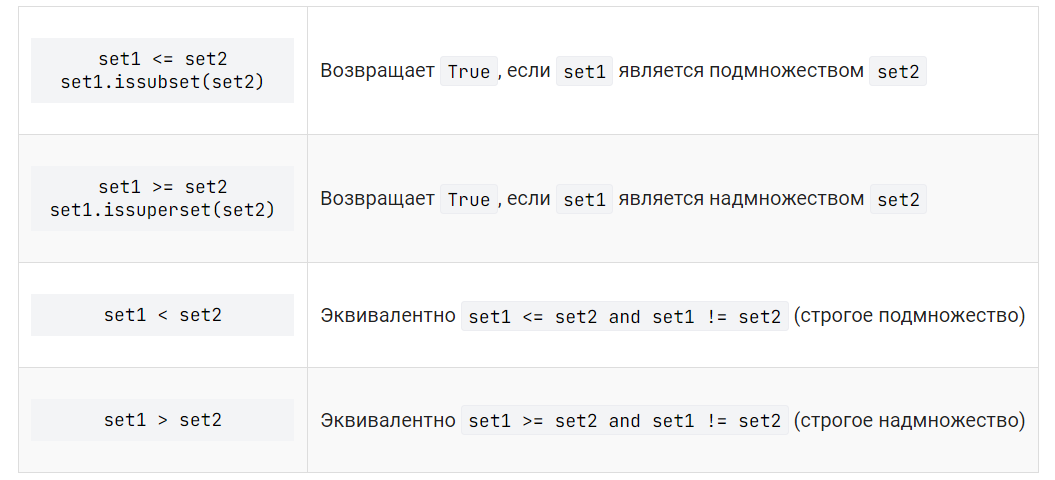 set1 <= set2
set1.issubset(set2)
Возвращает True, если set1 является подмножеством set2
set1 >= set2
set1.issuperset(set2)
Возвращает True, если set1 является надмножеством set2
set1 < set2
Эквивалентно set1 <= set2 and set1 != set2 (строгое подмножество)
set1 > set2
Эквивалентно set1 >= set2 and set1 != set2 (строгое надмножество)